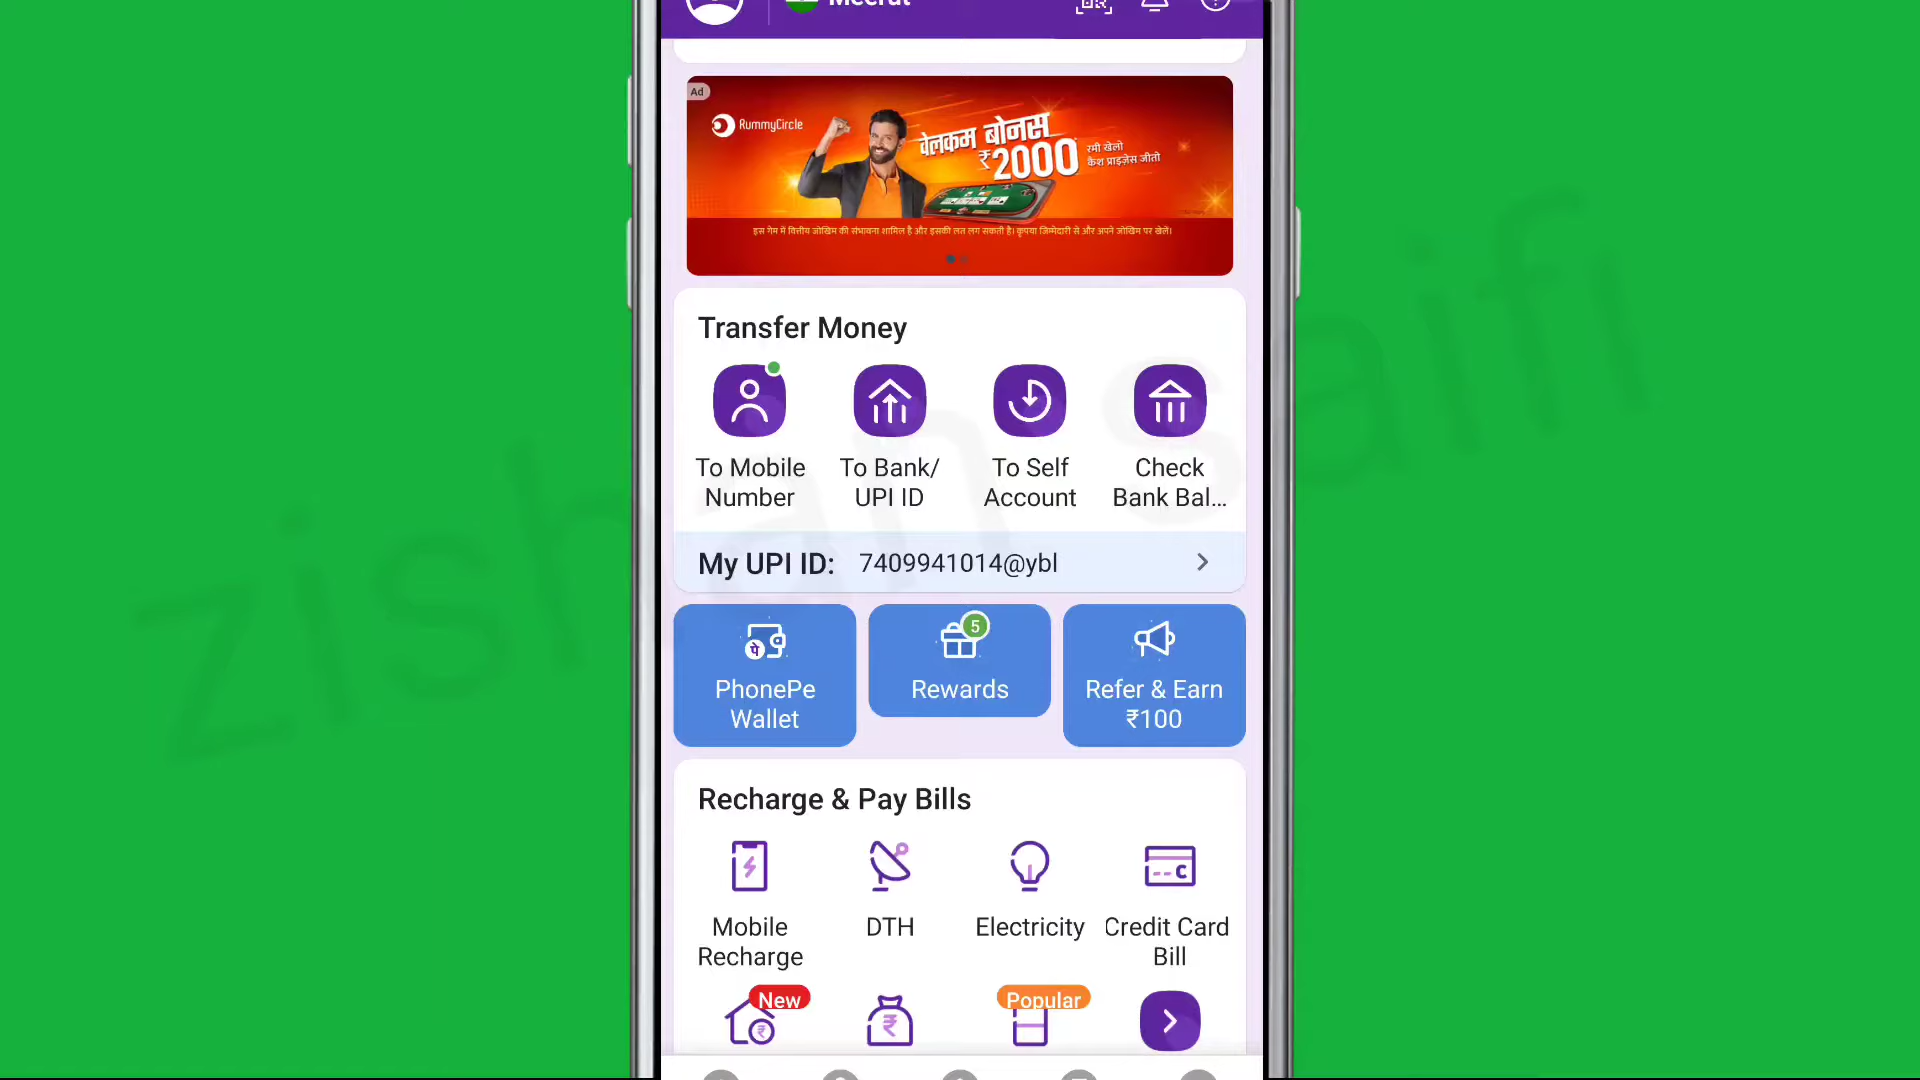 Meerut
Ad
RummyCircle
वेलकम बोनस
₹2000
रमी खेलो
कैश प्राइज़ेस जीतो
इस गेम में वित्तीय जोखिम की संभावना शामिल है और इसकी लत लग सकती है। कृपया जिम्मेदारी से और अपने जोखिम पर खेलें।
Transfer Money
To Mobile
Number
To Bank/
UPI ID
To Self
Account
Check
Bank Bal...
My UPI ID: 7409941014@ybl
पे
PhonePe
Wallet
5
Rewards
Refer & Earn
₹100
Recharge & Pay Bills
Mobile
Recharge
DTH
Electricity
Credit Card
Bill
New
Popular
zishan saifi